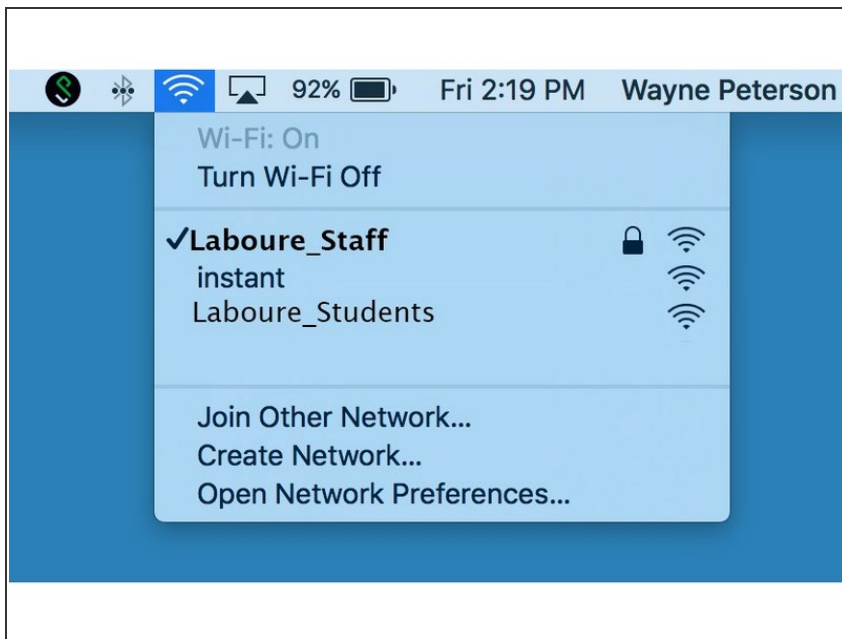 92% Fri 2:19 PM Wayne Peterson
Wi-Fi: On
Turn Wi-Fi Off
✓Laboure_Staff
instant
Laboure_Students
Join Other Network...
Create Network...
Open Network Preferences...